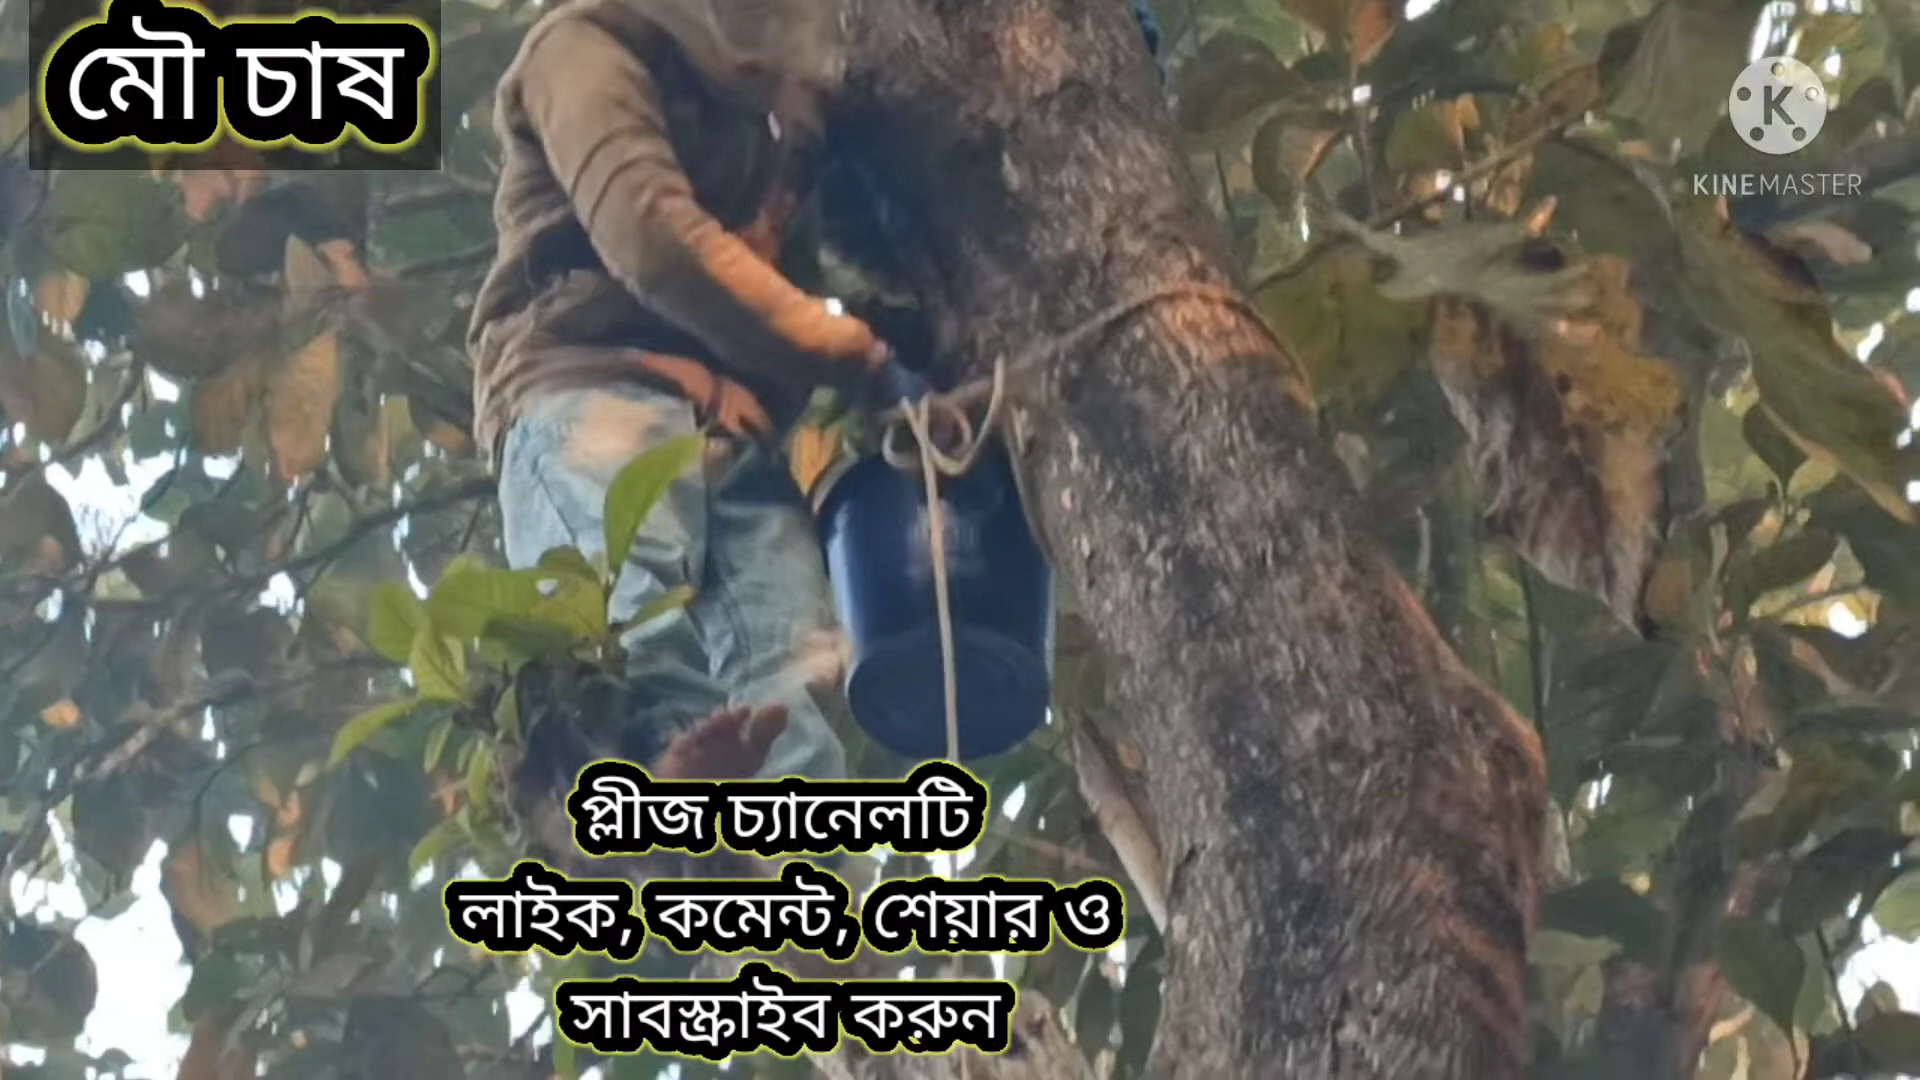 মৌ চাষ
K
KINEMASTER
প্লীজ চ্যানেলটি
লাইক, কমেন্ট, শেয়ার ও
সাবস্ক্রাইব করুন